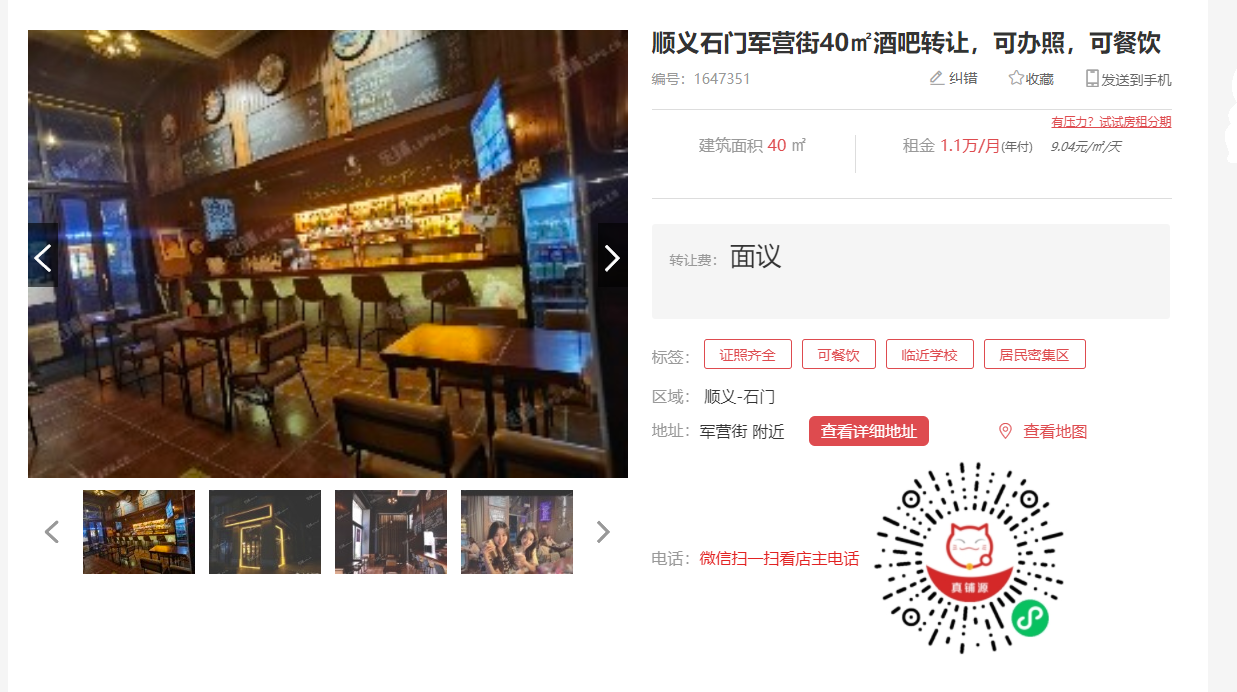 顺义石门军营街40㎡酒吧转让，可办照，可餐饮
编号：1647351
纠错
收藏
发送到手机
有压力？试试房租分期
建筑面积 40 ㎡
租金 1.1万/月(年付)
9.04元/㎡/天
转让费： 面议
标签： 证照齐全 可餐饮 临近学校 居民密集区
区域： 顺义-石门
地址： 军营街 附近 查看详细地址 查看地图
电话： 微信扫一扫看店主电话
真铺源